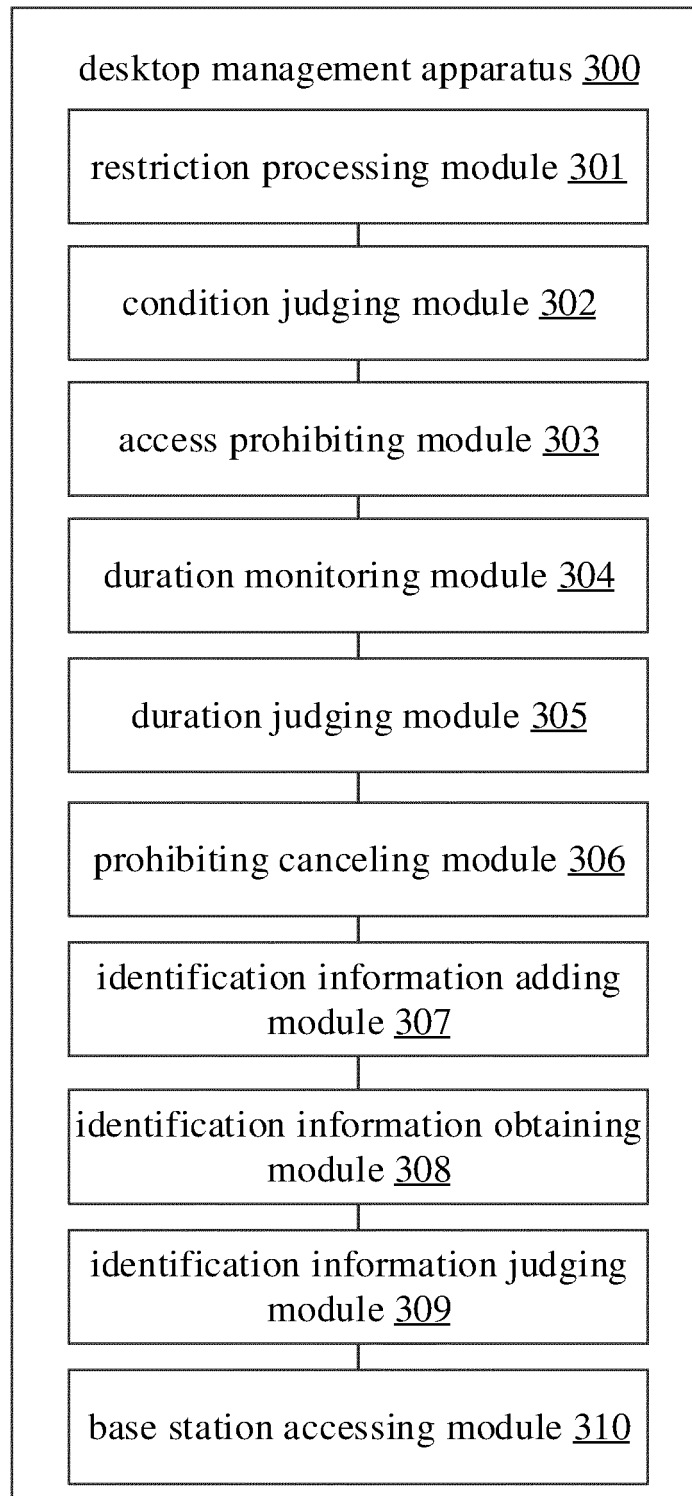 desktop management apparatus 300
restriction processing module 301
condition judging module 302
access prohibiting module 303
duration monitoring module 304
duration judging module 305
prohibiting canceling module 306
identification information adding
module 307
identification information obtaining
module 308
identification information judging
module 309
base station accessing module 310